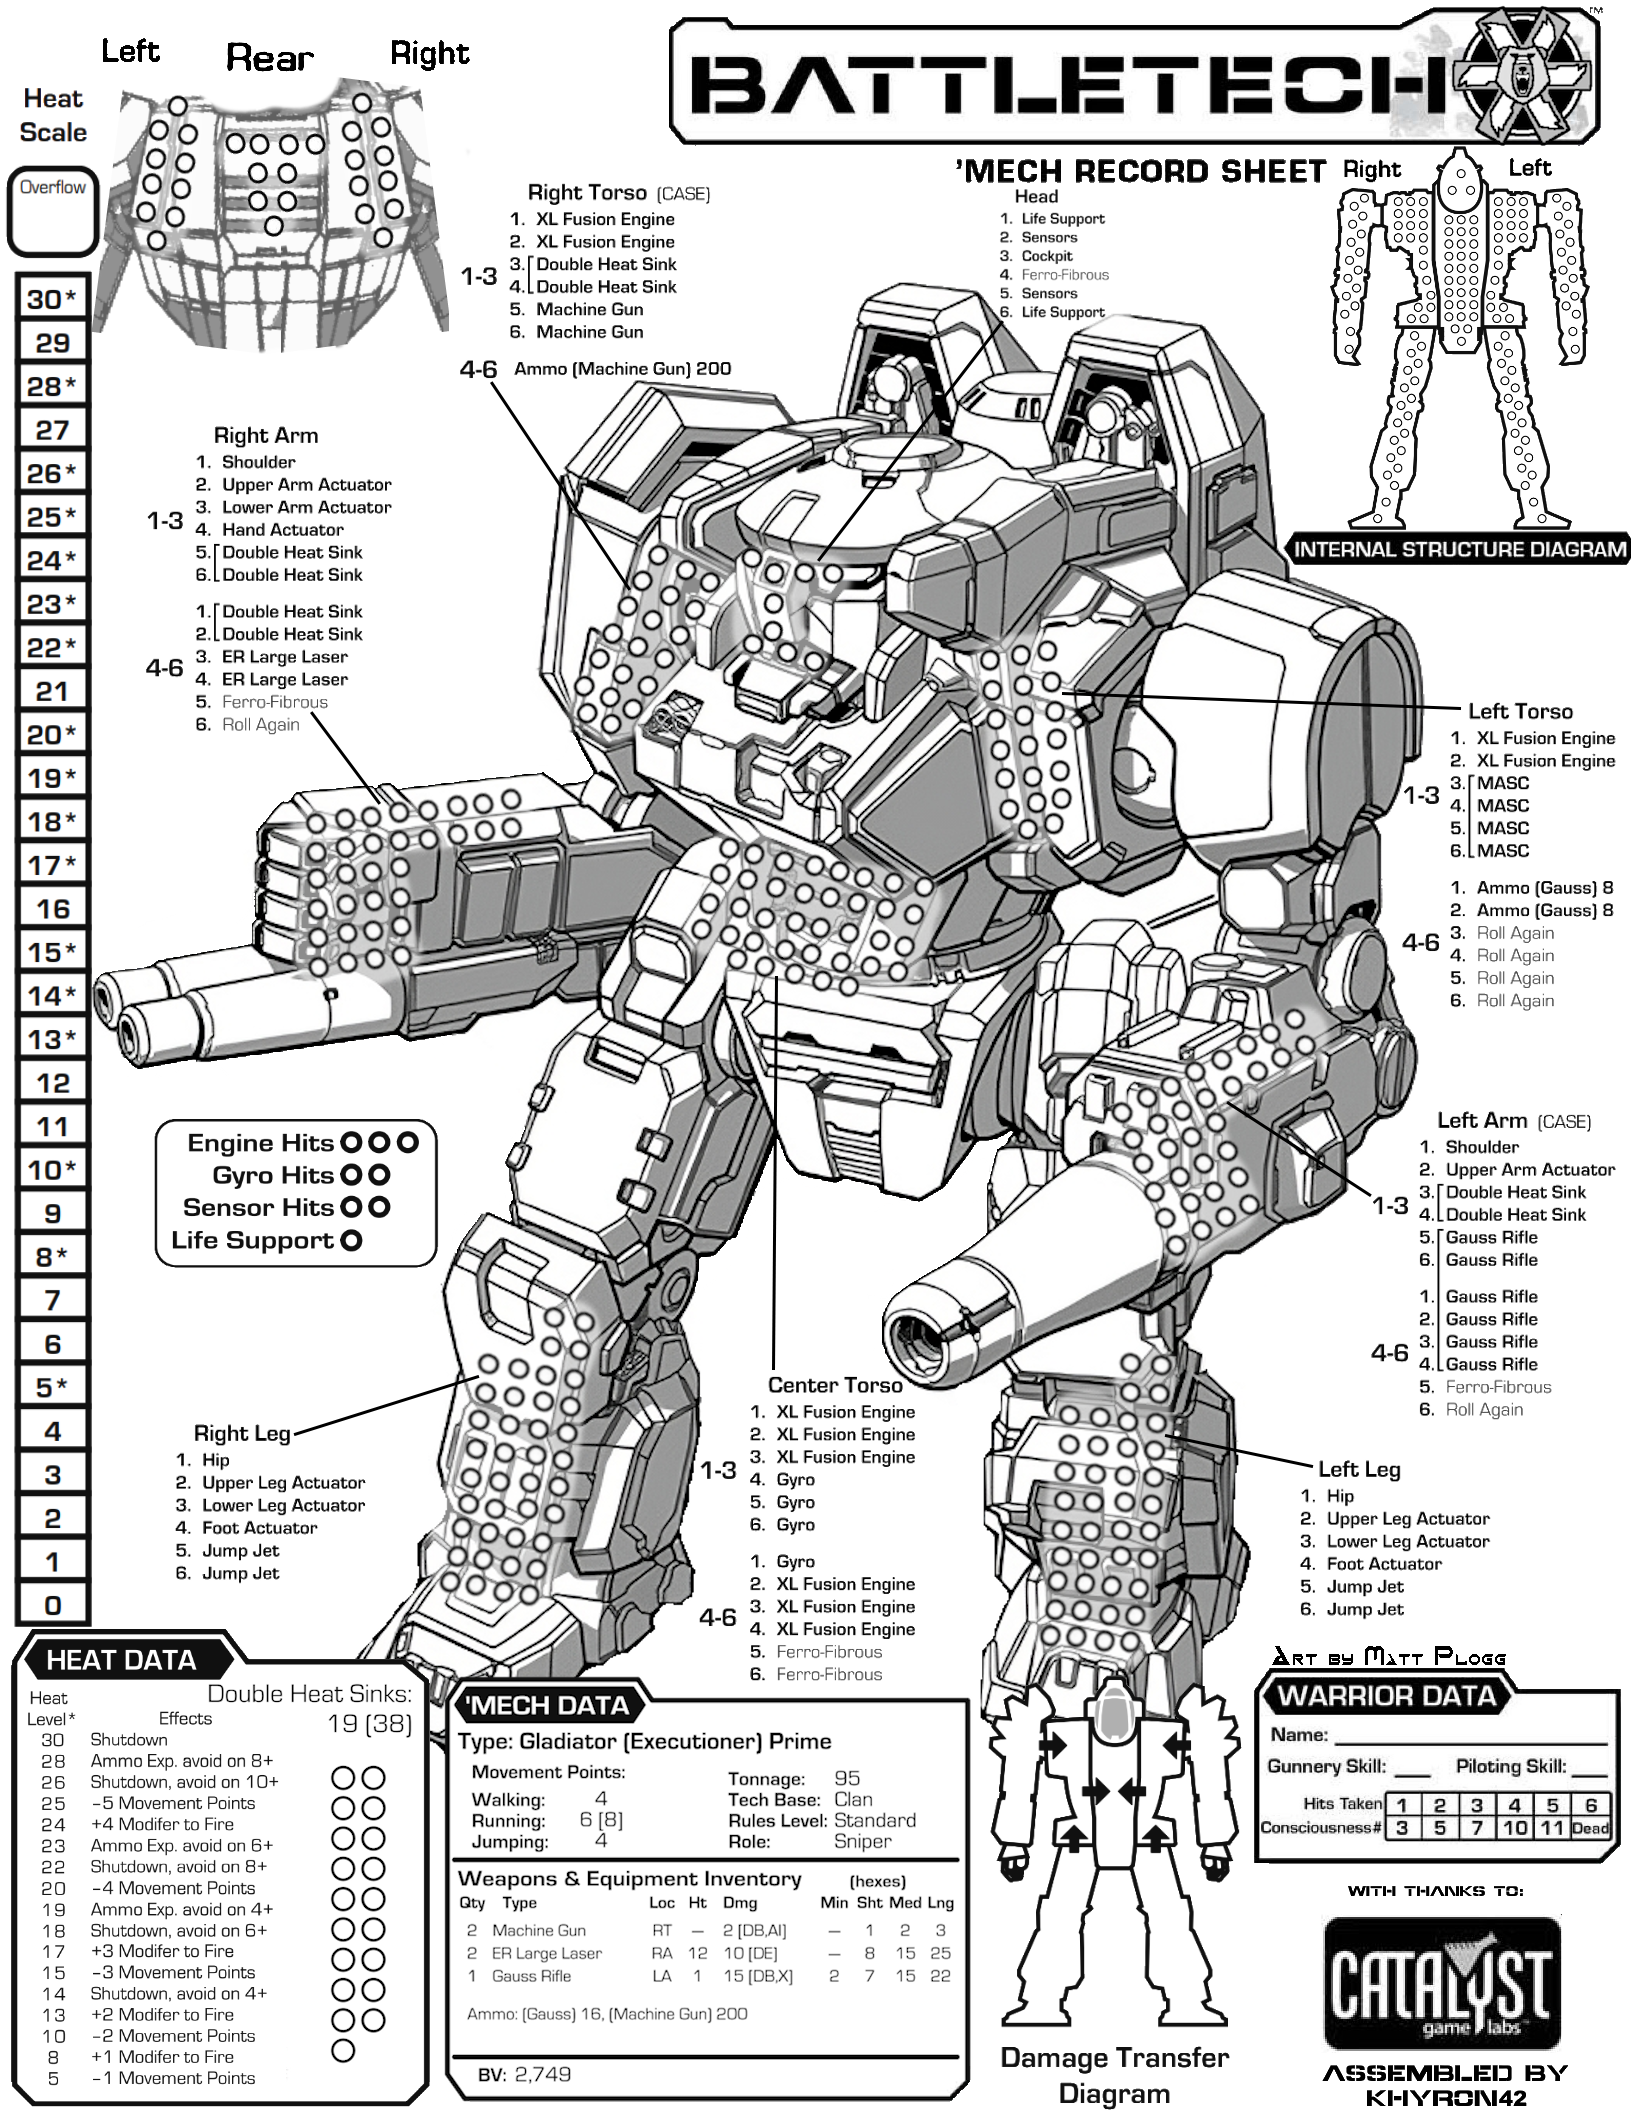 Left Rear Right
BATTLETECH
TM
'MECH RECORD SHEET
Right Left
INTERNAL STRUCTURE DIAGRAM
Heat
Scale
Overflow
30*
29
28*
27
26*
25*
24*
23*
22*
21
20*
19*
18*
17*
16
15*
14*
13*
12
11
10*
9
8*
7
6
5*
4
3
2
1
0
Right Torso (CASE)
1. XL Fusion Engine
2. XL Fusion Engine
1-3
3. Double Heat Sink
4. Double Heat Sink
5. Machine Gun
6. Machine Gun
4-6 Ammo (Machine Gun) 200
Head
1. Life Support
2. Sensors
3. Cockpit
4. Ferro-Fibrous
5. Sensors
6. Life Support
Right Arm
1. Shoulder
2. Upper Arm Actuator
3. Lower Arm Actuator
1-3
4. Hand Actuator
5. Double Heat Sink
6. Double Heat Sink
1. Double Heat Sink
2. Double Heat Sink
3. ER Large Laser
4-6
4. ER Large Laser
5. Ferro-Fibrous
6. Roll Again
Left Torso
1. XL Fusion Engine
2. XL Fusion Engine
3. MASC
1-3
4. MASC
5. MASC
6. MASC
1. Ammo (Gauss) 8
2. Ammo (Gauss) 8
3. Roll Again
4-6
4. Roll Again
5. Roll Again
6. Roll Again
Engine Hits
Gyro Hits
Sensor Hits
Life Support
Left Arm (CASE)
1. Shoulder
2. Upper Arm Actuator
3. Double Heat Sink
1-3
4. Double Heat Sink
5. Gauss Rifle
6. Gauss Rifle
1. Gauss Rifle
2. Gauss Rifle
3. Gauss Rifle
4-6
4. Gauss Rifle
5. Ferro-Fibrous
6. Roll Again
Right Leg
1. Hip
2. Upper Leg Actuator
3. Lower Leg Actuator
4. Foot Actuator
5. Jump Jet
6. Jump Jet
Center Torso
1. XL Fusion Engine
2. XL Fusion Engine
3. XL Fusion Engine
1-3
4. Gyro
5. Gyro
6. Gyro
1. Gyro
2. XL Fusion Engine
3. XL Fusion Engine
4-6
4. XL Fusion Engine
5. Ferro-Fibrous
6. Ferro-Fibrous
Left Leg
1. Hip
2. Upper Leg Actuator
3. Lower Leg Actuator
4. Foot Actuator
5. Jump Jet
6. Jump Jet
HEAT DATA
Heat Double Heat Sinks:
Level* Effects 19 (38)
30 Shutdown
28 Ammo Exp. avoid on 8+
26 Shutdown, avoid on 10+
25 -5 Movement Points
24 +4 Modifer to Fire
23 Ammo Exp. avoid on 6+
22 Shutdown, avoid on 8+
20 -4 Movement Points
19 Ammo Exp. avoid on 4+
18 Shutdown, avoid on 6+
17 +3 Modifer to Fire
15 -3 Movement Points
14 Shutdown, avoid on 4+
13 +2 Modifer to Fire
10 -2 Movement Points
8 +1 Modifer to Fire
5 -1 Movement Points
'MECH DATA
Type: Gladiator (Executioner) Prime
Movement Points:
Walking: 4
Running: 6 [8]
Jumping: 4
Tonnage: 95
Tech Base: Clan
Rules Level: Standard
Role: Sniper
Weapons & Equipment Inventory (hexes)
Qty Type Loc Ht Dmg Min Sht Med Lng
2 Machine Gun RT — 2 [DB,AI] — 1 2 3
2 ER Large Laser RA 12 10 [DE] — 8 15 25
1 Gauss Rifle LA 1 15 [DB,X] 2 7 15 22
Ammo: (Gauss) 16, (Machine Gun) 200
BV: 2,749
Damage Transfer
Diagram
Art by Matt Plogg
WARRIOR DATA
Name:
Gunnery Skill: Piloting Skill:
Hits Taken 1 2 3 4 5 6
Consciousness# 3 5 7 10 11 Dead
WITH THANKS TO:
CATALYST
game labs
ASSEMBLED BY
KHYRON42